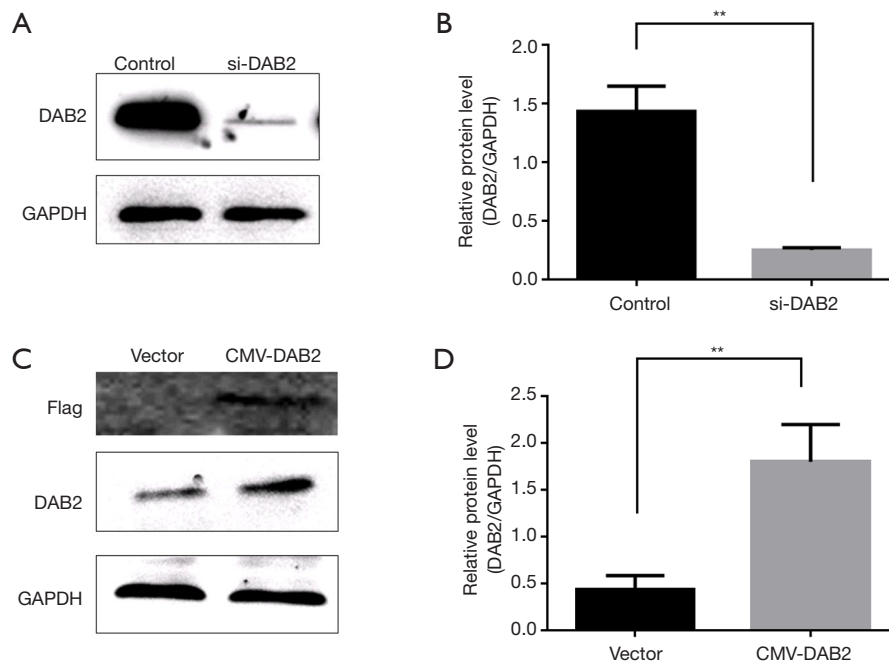 A
Control si-DAB2
DAB2
GAPDH
B
**
Relative protein level
(DAB2/GAPDH)
2.0
1.5
1.0
0.5
0.0
Control si-DAB2
C
Vector CMV-DAB2
Flag
DAB2
GAPDH
D
**
Relative protein level
(DAB2/GAPDH)
2.5
2.0
1.5
1.0
0.5
0.0
Vector CMV-DAB2